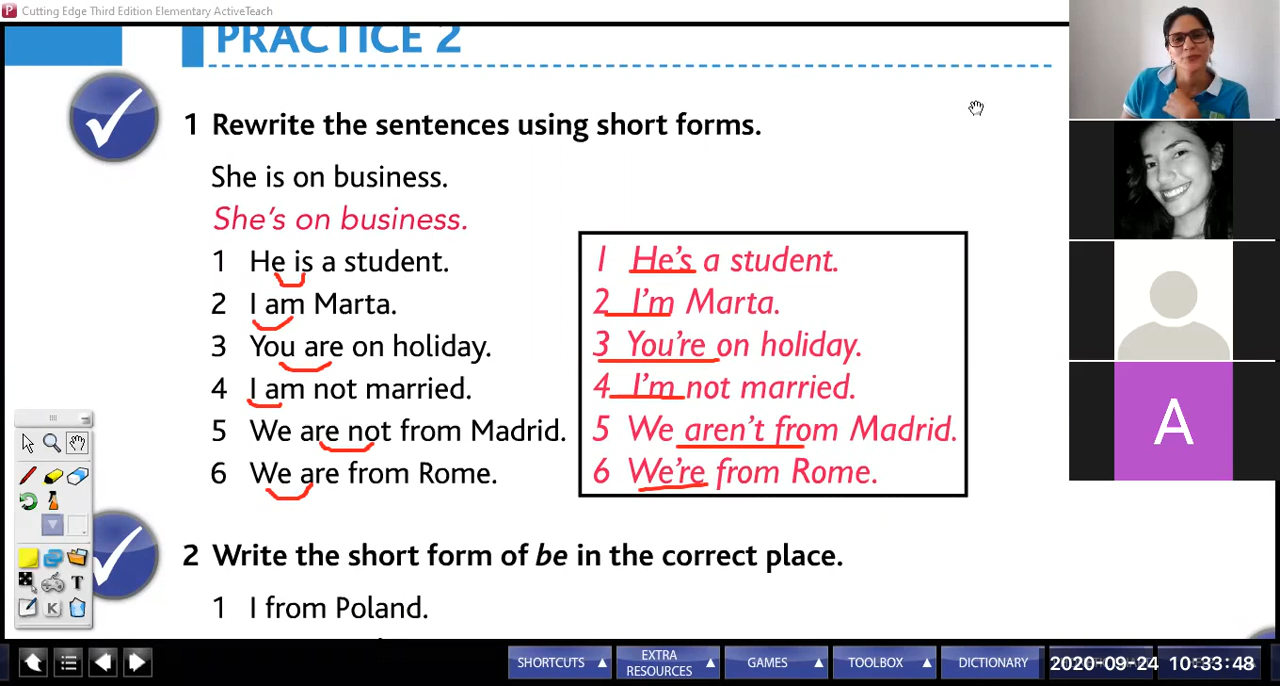 Cutting Edge Third Edition Elementary ActiveTeach
PRACTICE 2
1 Rewrite the sentences using short forms.
She is on business.
She's on business.
1 He is a student.
2 I am Marta.
3 You are on holiday.
4 I am not married.
5 We are not from Madrid.
6 We are from Rome.
1 He's a student.
2 I'm Marta.
3 You're on holiday.
4 I'm not married.
5 We aren't from Madrid.
6 We're from Rome.
2 Write the short form of be in the correct place.
1 I from Poland.
A
T
K
SHORTCUTS
EXTRA
RESOURCES
GAMES
TOOLBOX
DICTIONARY
2020-09-24 10:33:48